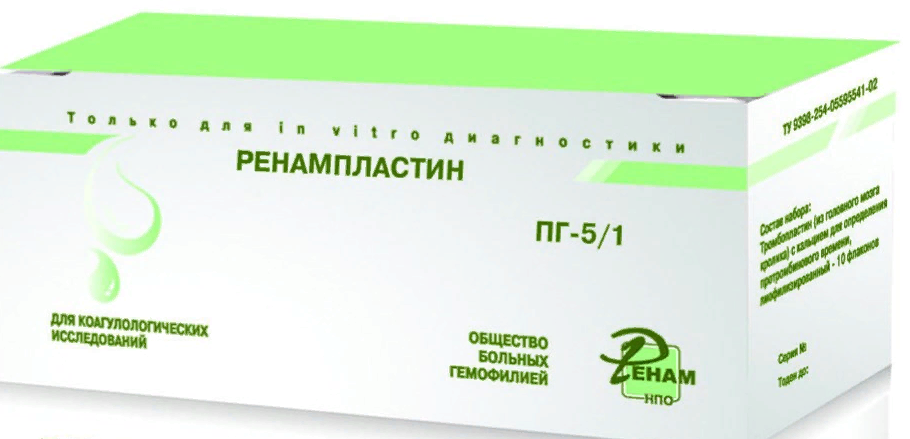 Только для in vitro диагностики
РЕНАМПЛАСТИН
ПГ-5/1
ДЛЯ КОАГУЛОЛОГИЧЕСКИХ
ИССЛЕДОВАНИЙ
ОБЩЕСТВО
БОЛЬНЫХ
ГЕМОФИЛИЕЙ
РЕНАМ
НПО
ТУ 9398-254-05595541-02
Состав набора:
Тромбопластин (из головного мозга
кролика) с кальцием для определения
протромбинового времени,
лиофилизированный - 10 флаконов
Серия №
Годен до: